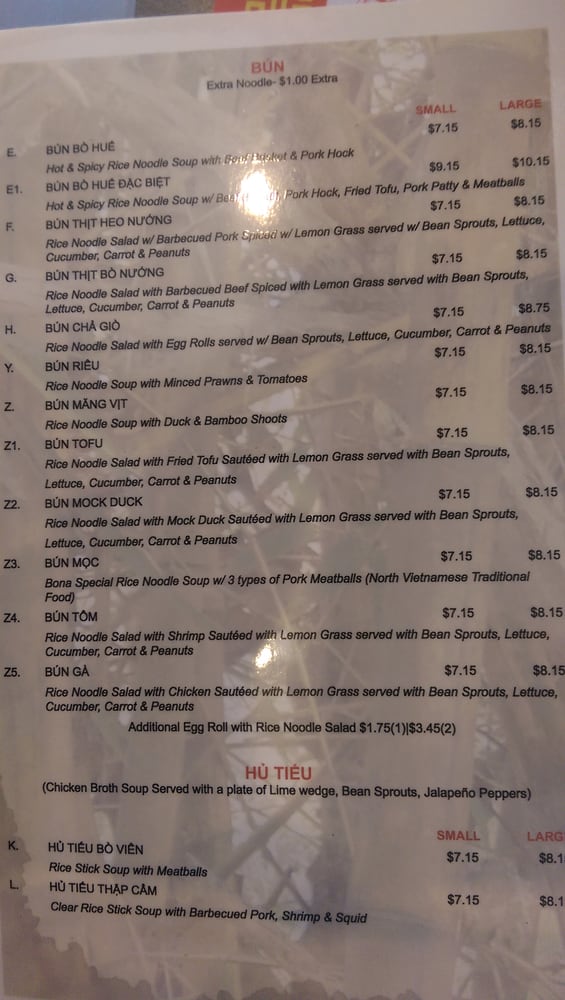 BÚN
Extra Noodle- $1.00 Extra
SMALL LARGE
E. BÚN BÒ HUẾ $7.15 $8.15
Hot & Spicy Rice Noodle Soup with Beef Brisket & Pork Hock
E1. BÚN BÒ HUẾ ĐẶC BIỆT $9.15 $10.15
Hot & Spicy Rice Noodle Soup w/ Pork Hock, Fried Tofu, Pork Patty & Meatballs
F. BÚN THỊT HEO NƯỚNG $7.15 $8.15
Rice Noodle Salad w/ Barbecued Pork Spiced w/ Lemon Grass served w/ Bean Sprouts, Lettuce,
Cucumber, Carrot & Peanuts
G. BÚN THỊT BÒ NƯỚNG $7.15 $8.15
Rice Noodle Salad with Barbecued Beef Spiced with Lemon Grass served with Bean Sprouts,
Lettuce, Cucumber, Carrot & Peanuts
H. BÚN CHẢ GIÒ $7.15 $8.75
Rice Noodle Salad with Egg Rolls served w/ Bean Sprouts, Lettuce, Cucumber, Carrot & Peanuts
Y. BÚN RIÊU $7.15 $8.15
Rice Noodle Soup with Minced Prawns & Tomatoes
Z. BÚN MĂNG VỊT $7.15 $8.15
Rice Noodle Soup with Duck & Bamboo Shoots
Z1. BÚN TOFU $7.15 $8.15
Rice Noodle Salad with Fried Tofu Sautéed with Lemon Grass served with Bean Sprouts,
Lettuce, Cucumber, Carrot & Peanuts
Z2. BÚN MOCK DUCK $7.15 $8.15
Rice Noodle Salad with Mock Duck Sautéed with Lemon Grass served with Bean Sprouts,
Lettuce, Cucumber, Carrot & Peanuts
Z3. BÚN MỌC $7.15 $8.15
Bona Special Rice Noodle Soup w/ 3 types of Pork Meatballs (North Vietnamese Traditional
Food)
Z4. BÚN TÔM $7.15 $8.15
Rice Noodle Salad with Shrimp Sautéed with Lemon Grass served with Bean Sprouts, Lettuce,
Cucumber, Carrot & Peanuts
Z5. BÚN GÀ $7.15 $8.15
Rice Noodle Salad with Chicken Sautéed with Lemon Grass served with Bean Sprouts, Lettuce,
Cucumber, Carrot & Peanuts
Additional Egg Roll with Rice Noodle Salad $1.75(1)|$3.45(2)
HỦ TIẾU
(Chicken Broth Soup Served with a plate of Lime wedge, Bean Sprouts, Jalapeño Peppers)
SMALL LARG
K. HỦ TIẾU BÒ VIÊN $7.15 $8.1
Rice Stick Soup with Meatballs
L. HỦ TIẾU THẬP CẨM $7.15 $8.1
Clear Rice Stick Soup with Barbecued Pork, Shrimp & Squid